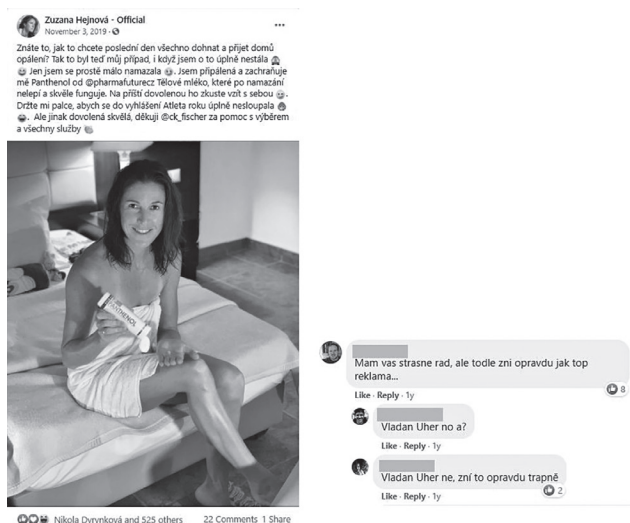 Zuzana Hejnová - Official
November 3, 2019 ·
Znáte to, jak to chcete poslední den všechno dohnat a přijet domů
opálení? Tak to byl teď můj případ, i když jsem o to úplně nestála
Jen jsem se prostě málo namazala. Jsem připálená a zachraňuje
mě Panthenol od @pharmafuturecz Tělové mléko, které po namazání
nelepí a skvěle funguje. Na příští dovolenou ho zkuste vzít s sebou.
Držte mi palce, abych se do vyhlášení Atleta roku úplně nesloupala
. Ale jinak dovolená skvělá, děkuji @ck_fischer za pomoc s výběrem
a všechny služby
PANTHENOL
Nikola Dyrynková and 525 others 22 Comments 1 Share
Mam vas strasne rad, ale todle zni opravdu jak top
reklama...
8
Like · Reply · 1y
Vladan Uher no a?
Like · Reply · 1y
Vladan Uher ne, zní to opravdu trapně
2
Like · Reply · 1y